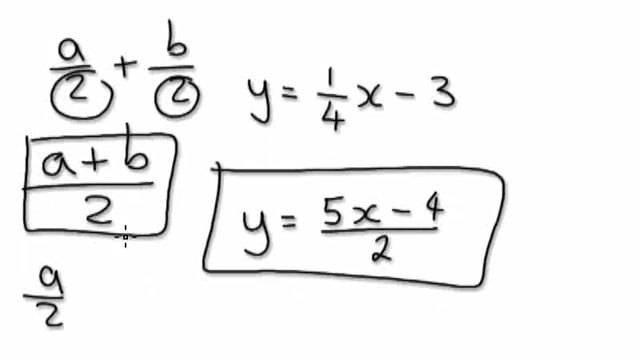 a/2 + b/2
y = 1/4 x - 3
a + b / 2
y = 5x - 4 / 2
a/2